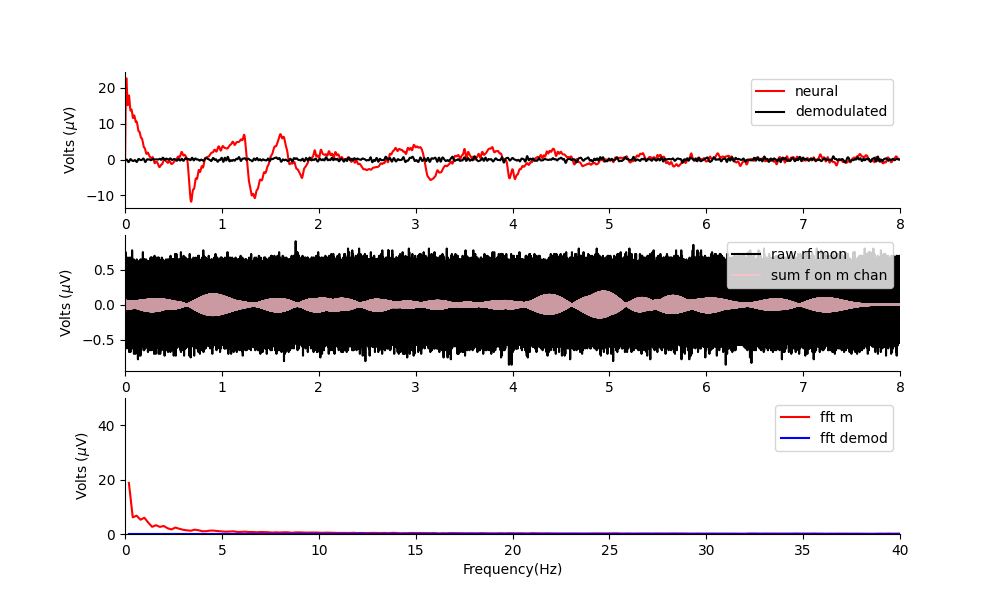 Volts (μV)
20
10
0
−10
neural
demodulated
0 1 2 3 4 5 6 7 8
Volts (μV)
0.5
0.0
−0.5
raw rf mon
sum f on m chan
0 1 2 3 4 5 6 7 8
Volts (μV)
40
20
0
fft m
fft demod
0 5 10 15 20 25 30 35 40
Frequency(Hz)